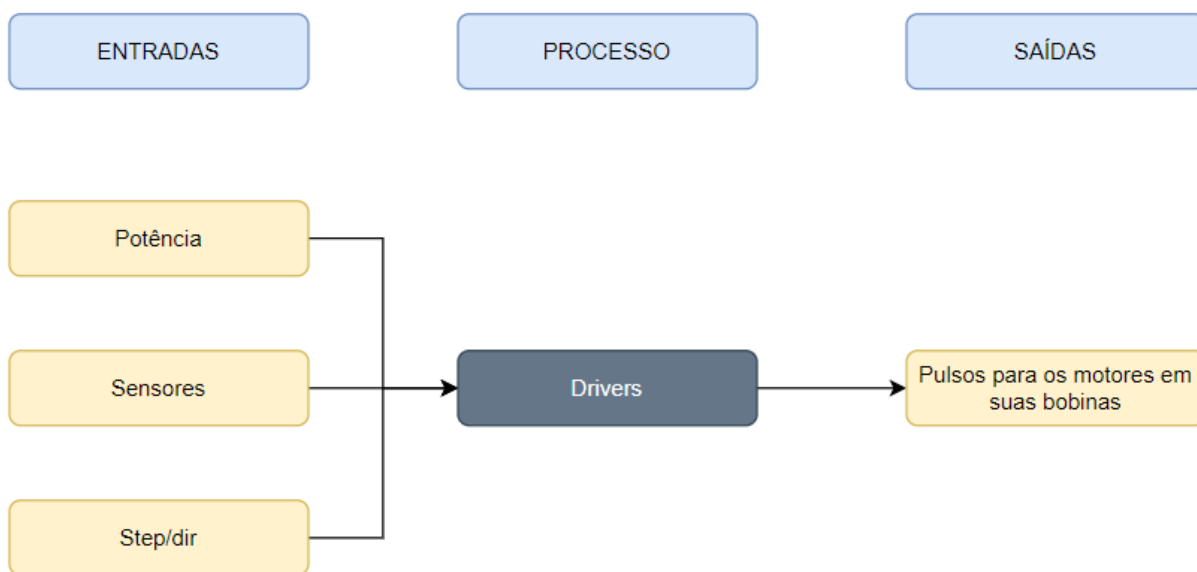 ENTRADAS
PROCESSO
SAÍDAS
Potência
Sensores
Drivers
Pulsos para os motores em
suas bobinas
Step/dir